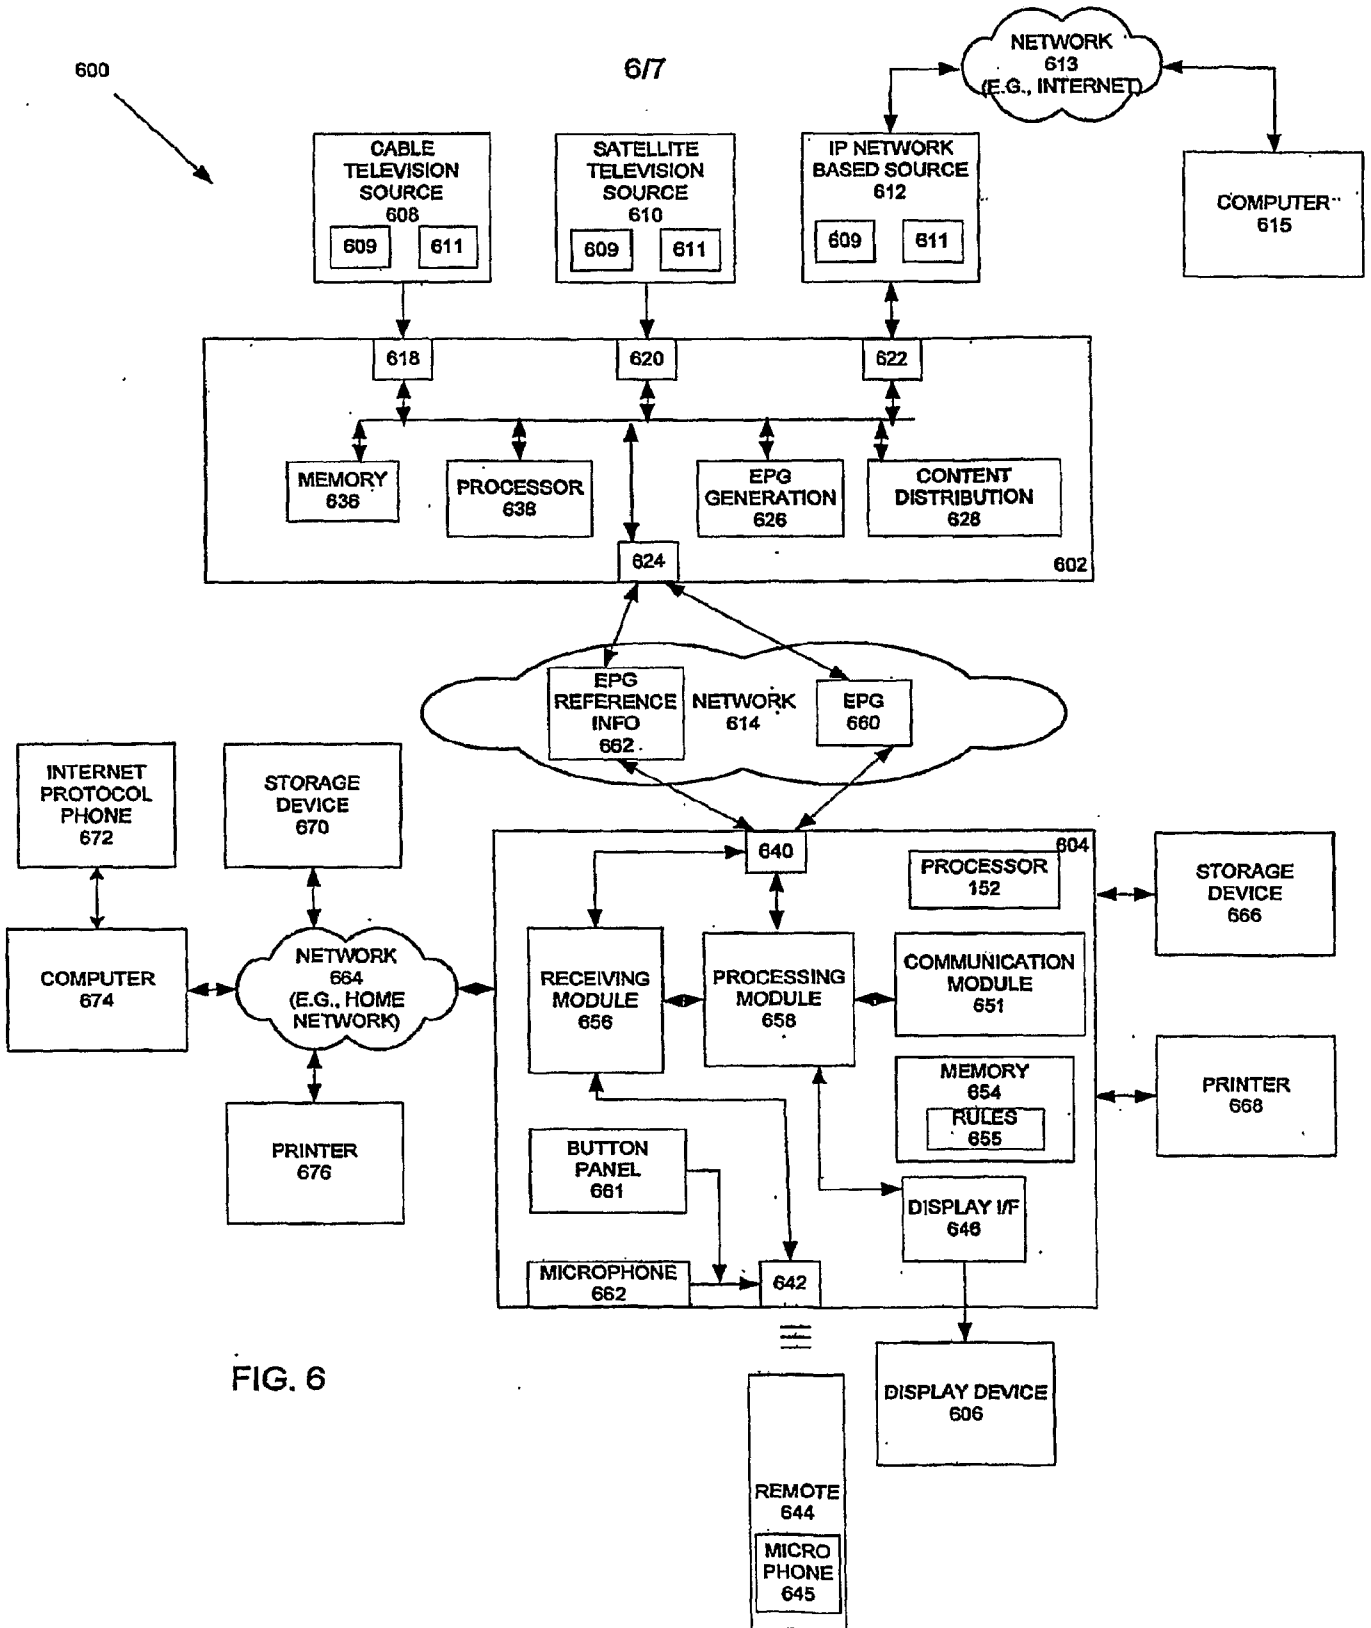 600
6/7
NETWORK
613
(E.G., INTERNET)
CABLE
TELEVISION
SOURCE
608
609
611
SATELLITE
TELEVISION
SOURCE
610
609
611
IP NETWORK
BASED SOURCE
612
609
611
COMPUTER
615
618
620
622
MEMORY
636
PROCESSOR
638
EPG
GENERATION
626
CONTENT
DISTRIBUTION
628
624
602
EPG
REFERENCE
INFO
662
NETWORK
614
EPG
660
INTERNET
PROTOCOL
PHONE
672
STORAGE
DEVICE
670
COMPUTER
674
NETWORK
664
(E.G., HOME
NETWORK)
PRINTER
676
640
604
PROCESSOR
152
RECEIVING
MODULE
656
PROCESSING
MODULE
658
COMMUNICATION
MODULE
651
MEMORY
654
RULES
655
BUTTON
PANEL
661
DISPLAY I/F
646
MICROPHONE
662
642
STORAGE
DEVICE
666
PRINTER
668
DISPLAY DEVICE
606
REMOTE
644
MICRO
PHONE
645
FIG. 6